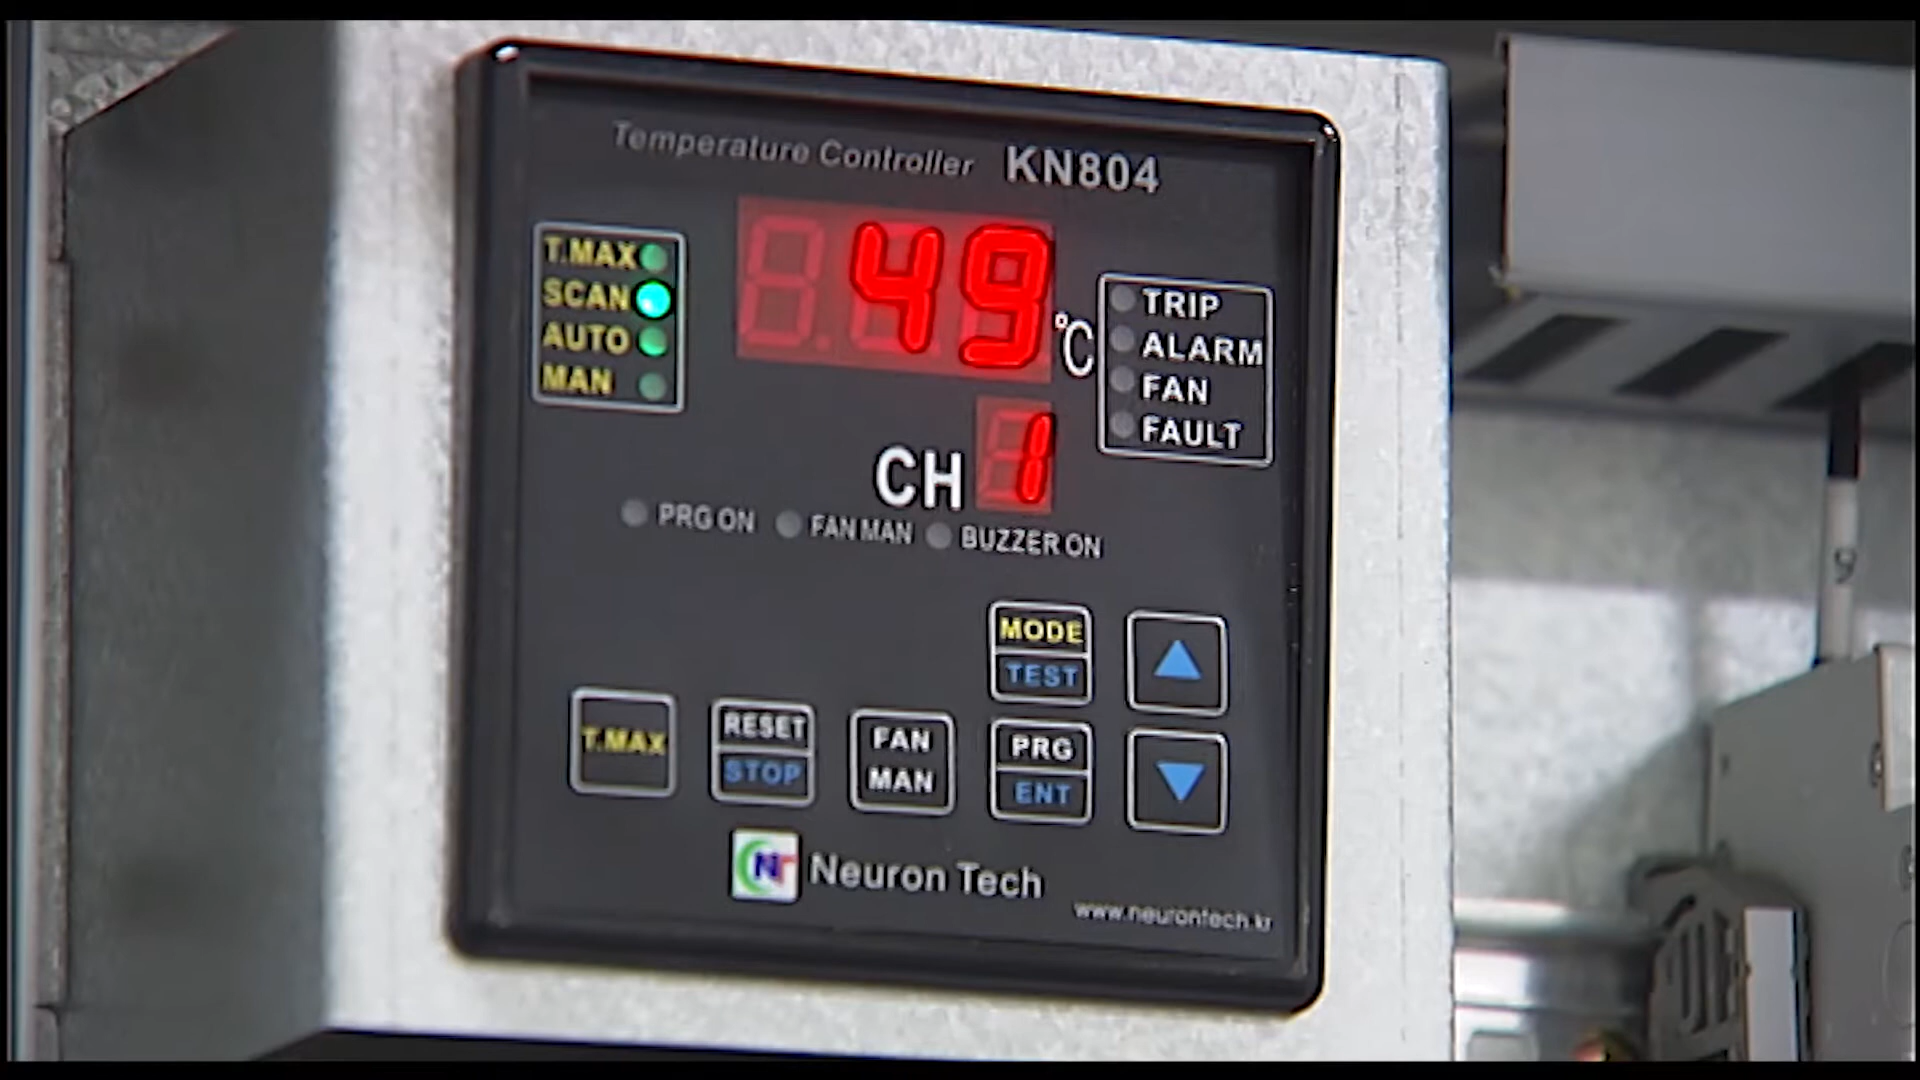 Temperature Controller KN804
T.MAX
SCAN
AUTO
MAN
49
°C
TRIP
ALARM
FAN
FAULT
CH 1
PRG ON FAN MAN BUZZER ON
MODE
TEST
T.MAX
RESET
STOP
FAN
MAN
PRG
ENT
N Neuron Tech
www.neurontech.kr
9